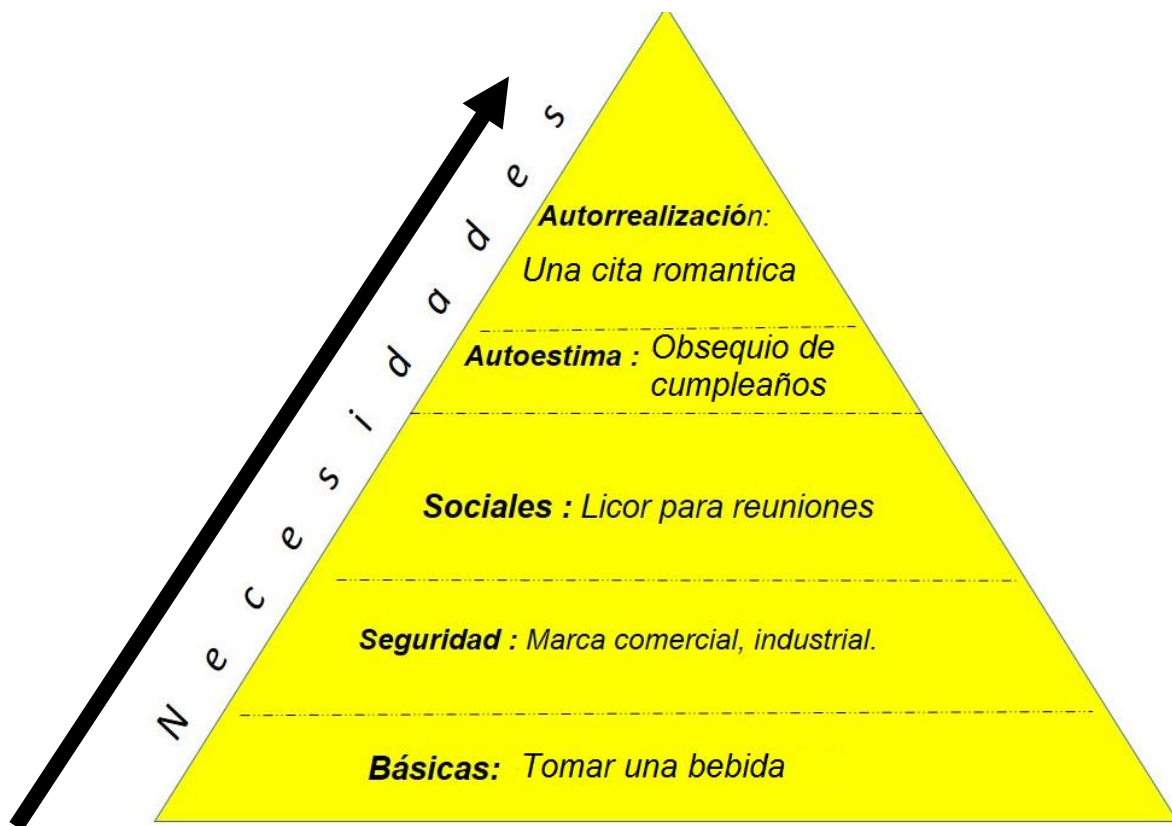 Necesidades
Autorrealización:
Una cita romantica
Autoestima : Obsequio de
cumpleaños
Sociales : Licor para reuniones
Seguridad : Marca comercial, industrial.
Básicas: Tomar una bebida